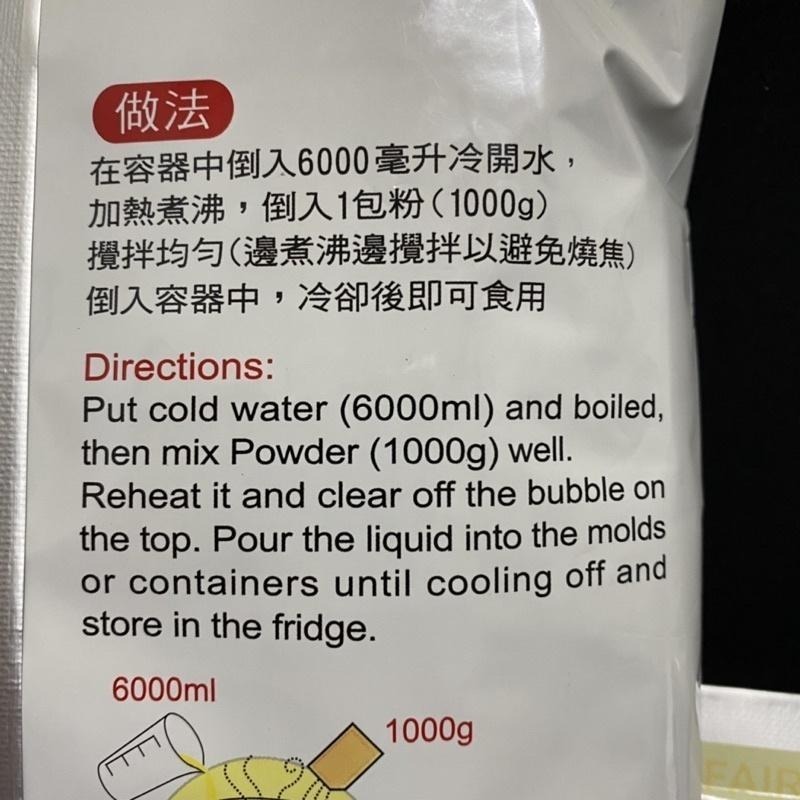 做法
在容器中倒入6000毫升冷開水，
加熱煮沸，倒入1包粉（1000g）
攪拌均勻（邊煮沸邊攪拌以避免燒焦）
倒入容器中，冷卻後即可食用
Directions:
Put cold water (6000ml) and boiled,
then mix Powder (1000g) well.
Reheat it and clear off the bubble on
the top. Pour the liquid into the molds
or containers until cooling off and
store in the fridge.
6000ml
1000g
FAIR